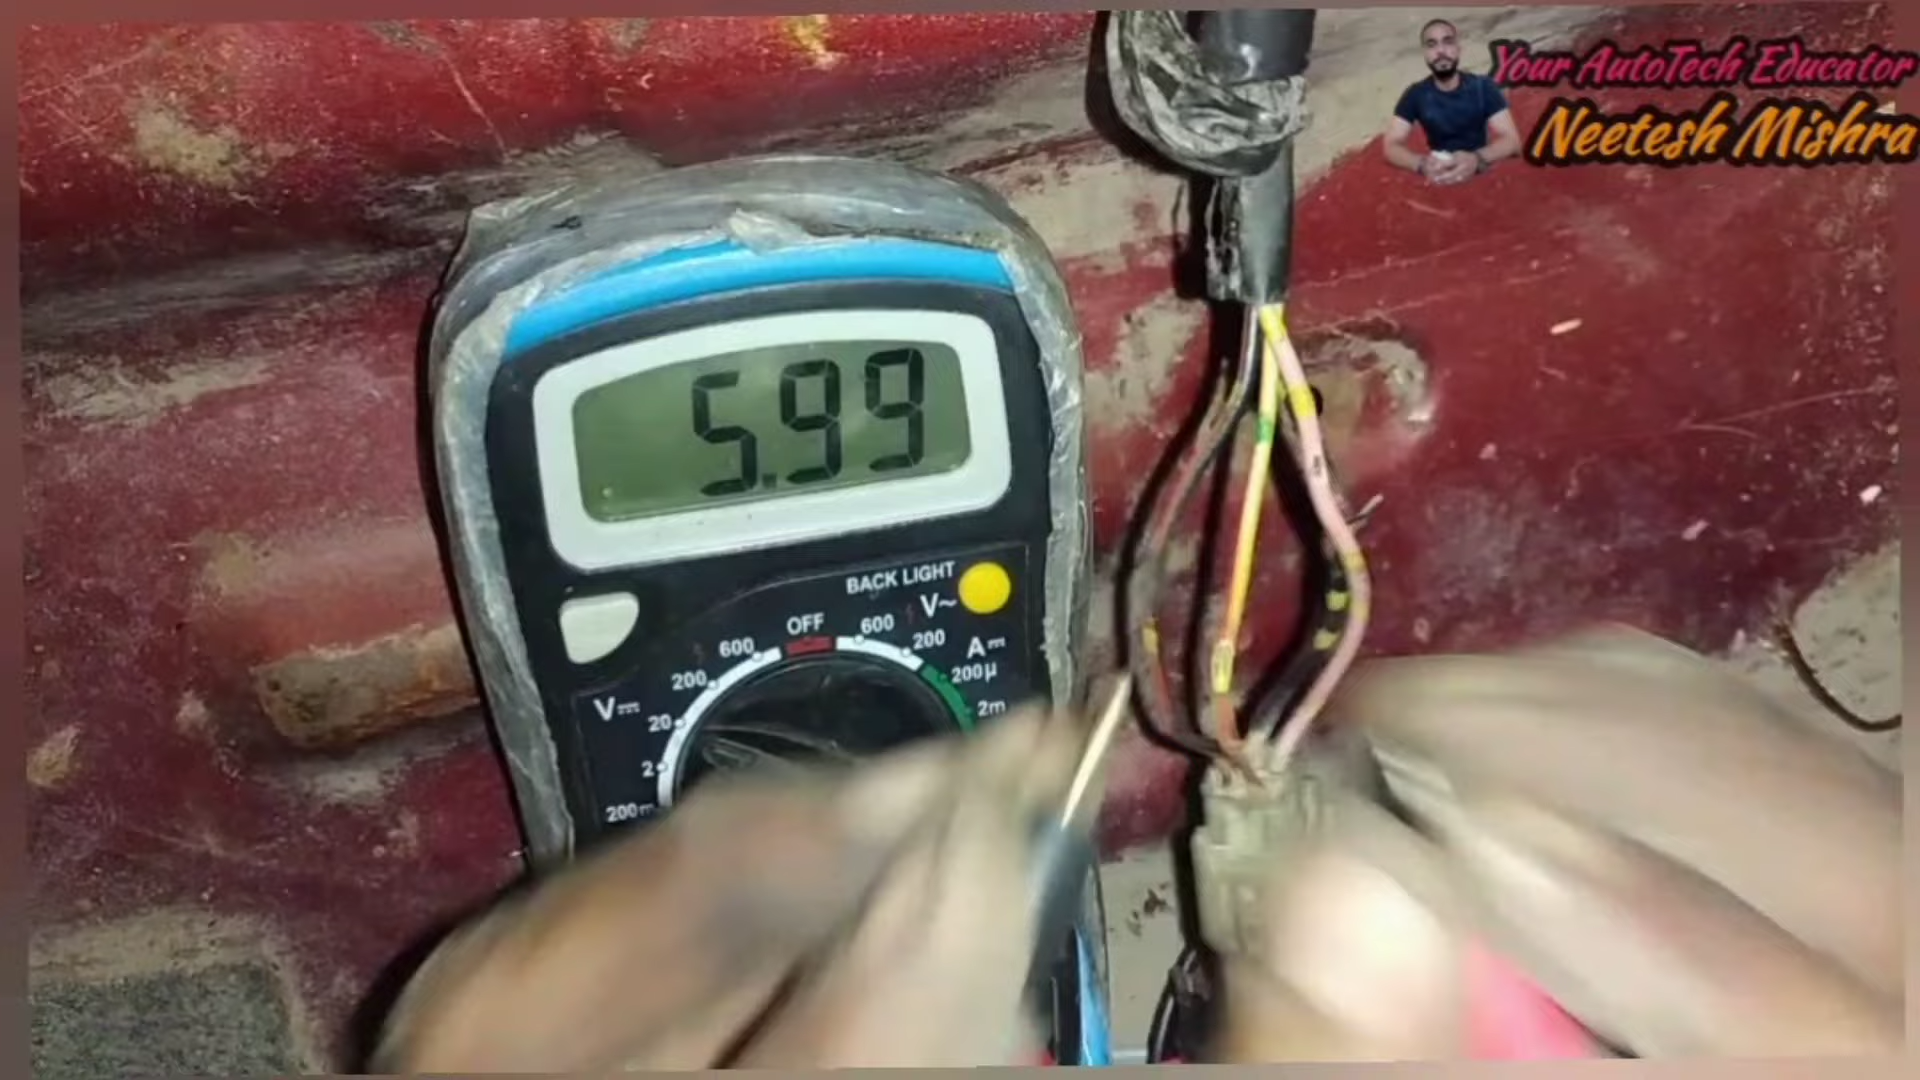 Your AutoTech Educator
Neetesh Mishra
5.99
BACK LIGHT
OFF
V~
600
600
200
A⎓
200
200µ
V⎓
20
2m
2
200m